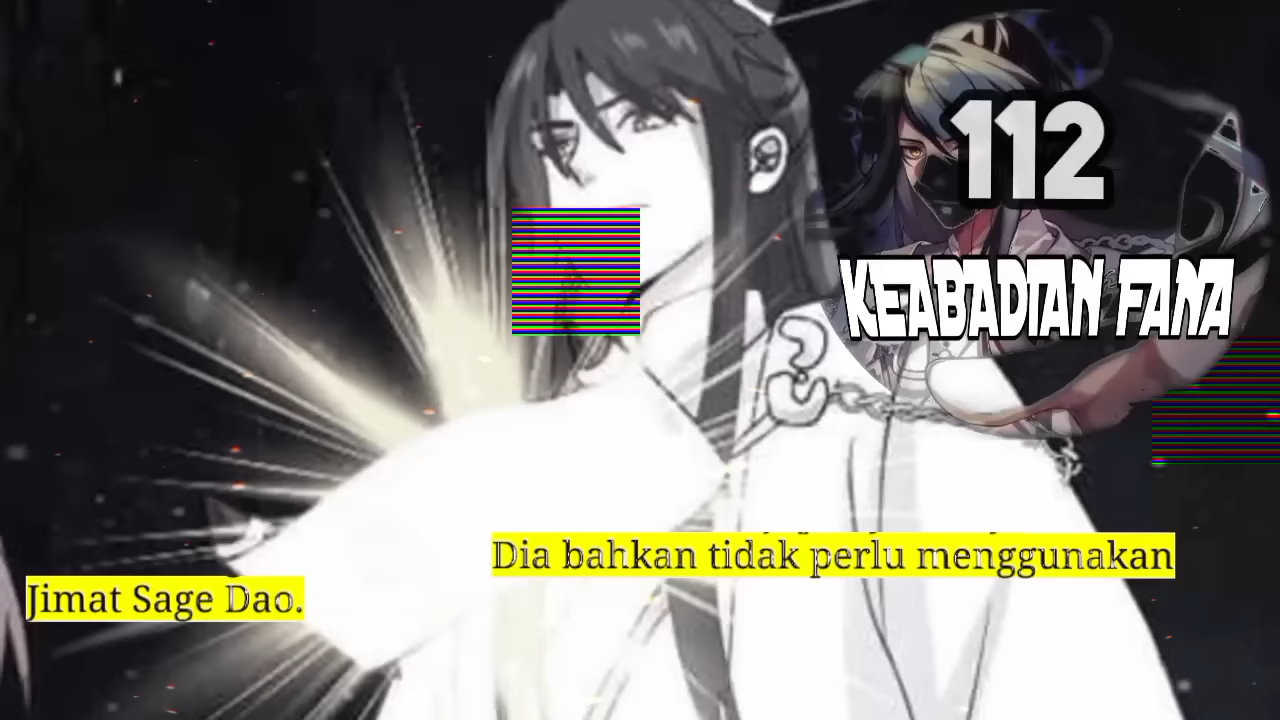 112
KEABADIAN FANA
Dia bahkan tidak perlu menggunakan
Jimat Sage Dao.